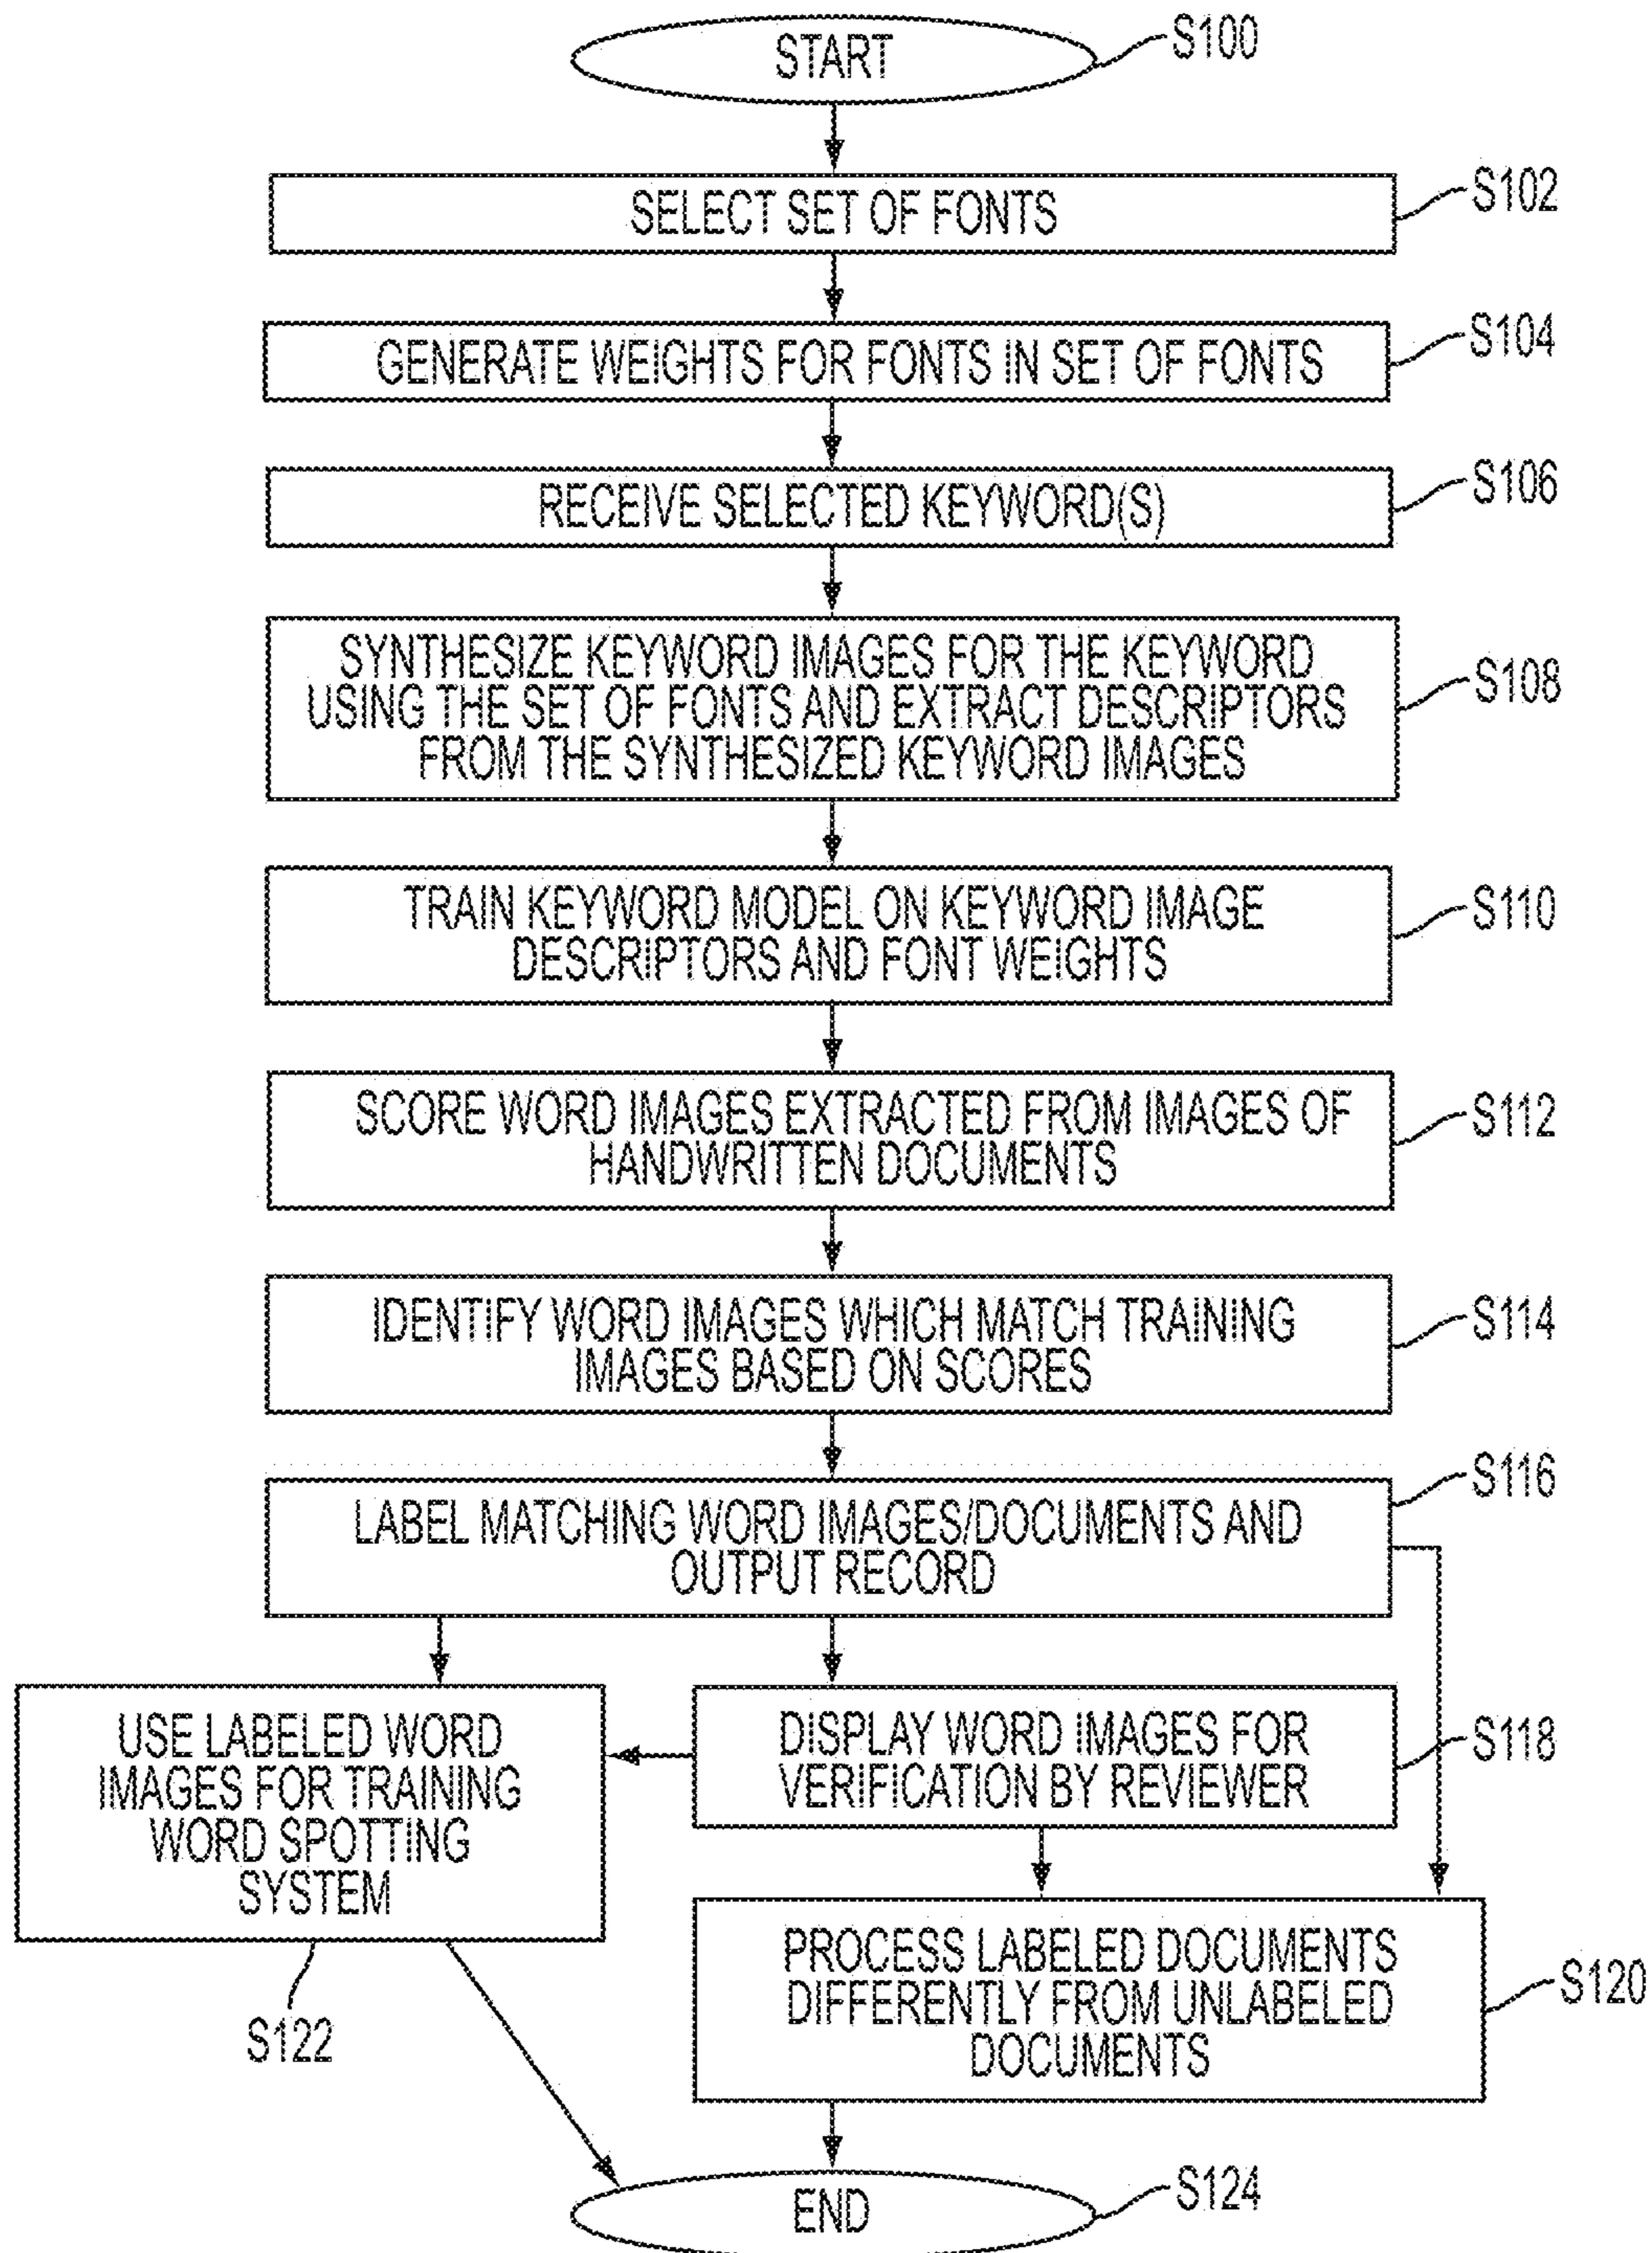 START
S100
SELECT SET OF FONTS
S102
GENERATE WEIGHTS FOR FONTS IN SET OF FONTS
S104
RECEIVE SELECTED KEYWORD(S)
S106
SYNTHESIZE KEYWORD IMAGES FOR THE KEYWORD
USING THE SET OF FONTS AND EXTRACT DESCRIPTORS
FROM THE SYNTHESIZED KEYWORD IMAGES
S108
TRAIN KEYWORD MODEL ON KEYWORD IMAGE
DESCRIPTORS AND FONT WEIGHTS
S110
SCORE WORD IMAGES EXTRACTED FROM IMAGES OF
HANDWRITTEN DOCUMENTS
S112
IDENTIFY WORD IMAGES WHICH MATCH TRAINING
IMAGES BASED ON SCORES
S114
LABEL MATCHING WORD IMAGES/DOCUMENTS AND
OUTPUT RECORD
S116
USE LABELED WORD
IMAGES FOR TRAINING
WORD SPOTTING
SYSTEM
S122
DISPLAY WORD IMAGES FOR
VERIFICATION BY REVIEWER
S118
PROCESS LABELED DOCUMENTS
DIFFERENTLY FROM UNLABELED
DOCUMENTS
S120
END
S124